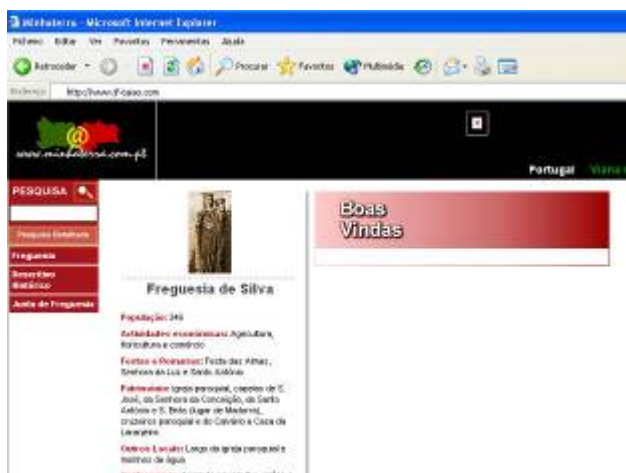 Minhaterra - Microsoft Internet Explorer
Ficheiro Editar Ver Favoritos Ferramentas Ajuda
Retroceder Procurar Favoritos Multimédia
Endereço
www.minhaterra.com.pt
Portugal Viana
PESQUISA
Pesquisa Detalhada
Freguesia
Descritivo
Histórico
Junta de Freguesia
Boas
Vindas
Freguesia de Silva
População: 346
Actividades económicas: Agricultura,
floricultura e comércio
Festas e Romarias: Festa das Almas,
Senhora da Luz e Santo António
Património: Igreja paroquial, capelas de S.
José, da Senhora da Conceição, de Santo
António e S. Brás (lugar de Madorra),
cruzeiros paroquial e do Calvário e Casa da
Laranjeira
Outros Locais: Largo da igreja paroquial e
moinhos de água